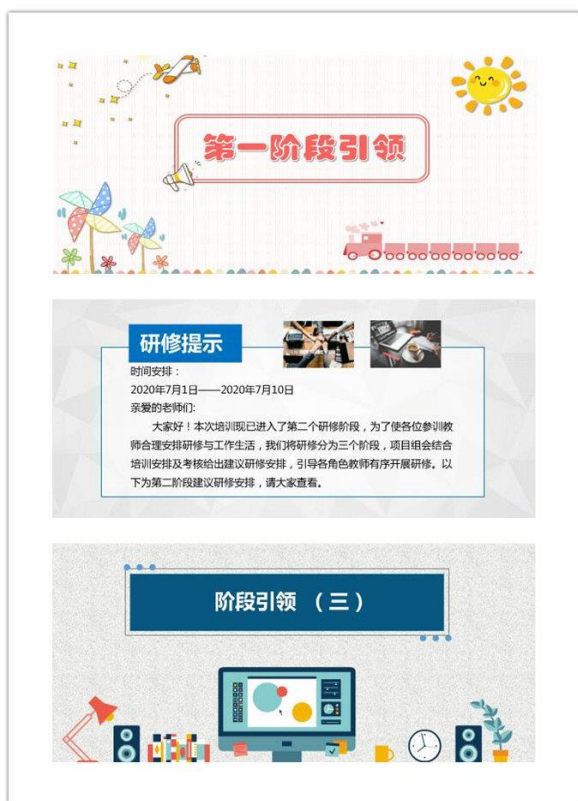 第一阶段引领
研修提示
时间安排：
2020年7月1日——2020年7月10日
亲爱的老师们:
大家好！本次培训现已进入了第二个研修阶段，为了使各位参训教
师合理安排研修与工作生活，我们将研修分为三个阶段，项目组会结合
培训安排及考核给出建议研修安排，引导各角色教师有序开展研修。以
下为第二阶段建议研修安排，请大家查看。
阶段引领 （三）